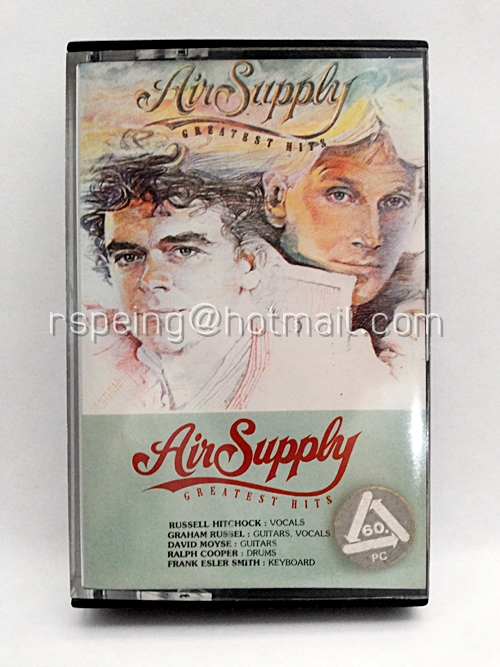 Air Supply
GREATEST HITS
rspeing@hotmail.com
Air Supply
GREATEST HITS
RUSSELL HITCHOCK : VOCALS
GRAHAM RUSSEL : GUITARS, VOCALS
DAVID MOYSE : GUITARS
RALPH COOPER : DRUMS
FRANK ESLER SMITH : KEYBOARD
60.
PC